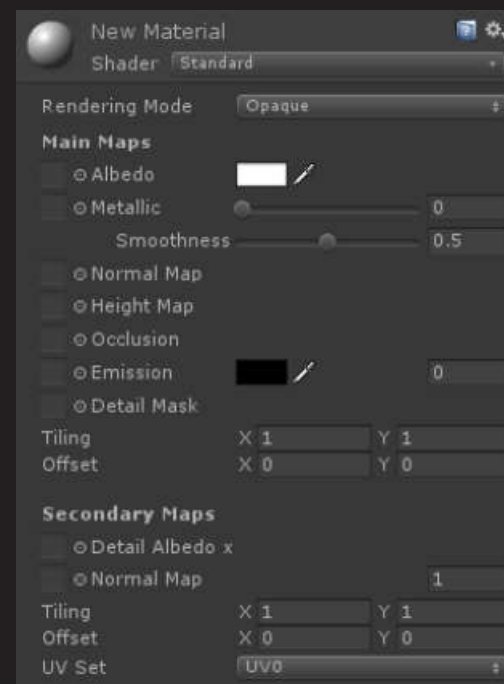 New Material
Shader Standard
Rendering Mode Opaque
Main Maps
Albedo
Metallic 0
Smoothness 0.5
Normal Map
Height Map
Occlusion
Emission 0
Detail Mask
Tiling X 1 Y 1
Offset X 0 Y 0
Secondary Maps
Detail Albedo x
Normal Map 1
Tiling X 1 Y 1
Offset X 0 Y 0
UV Set UV0